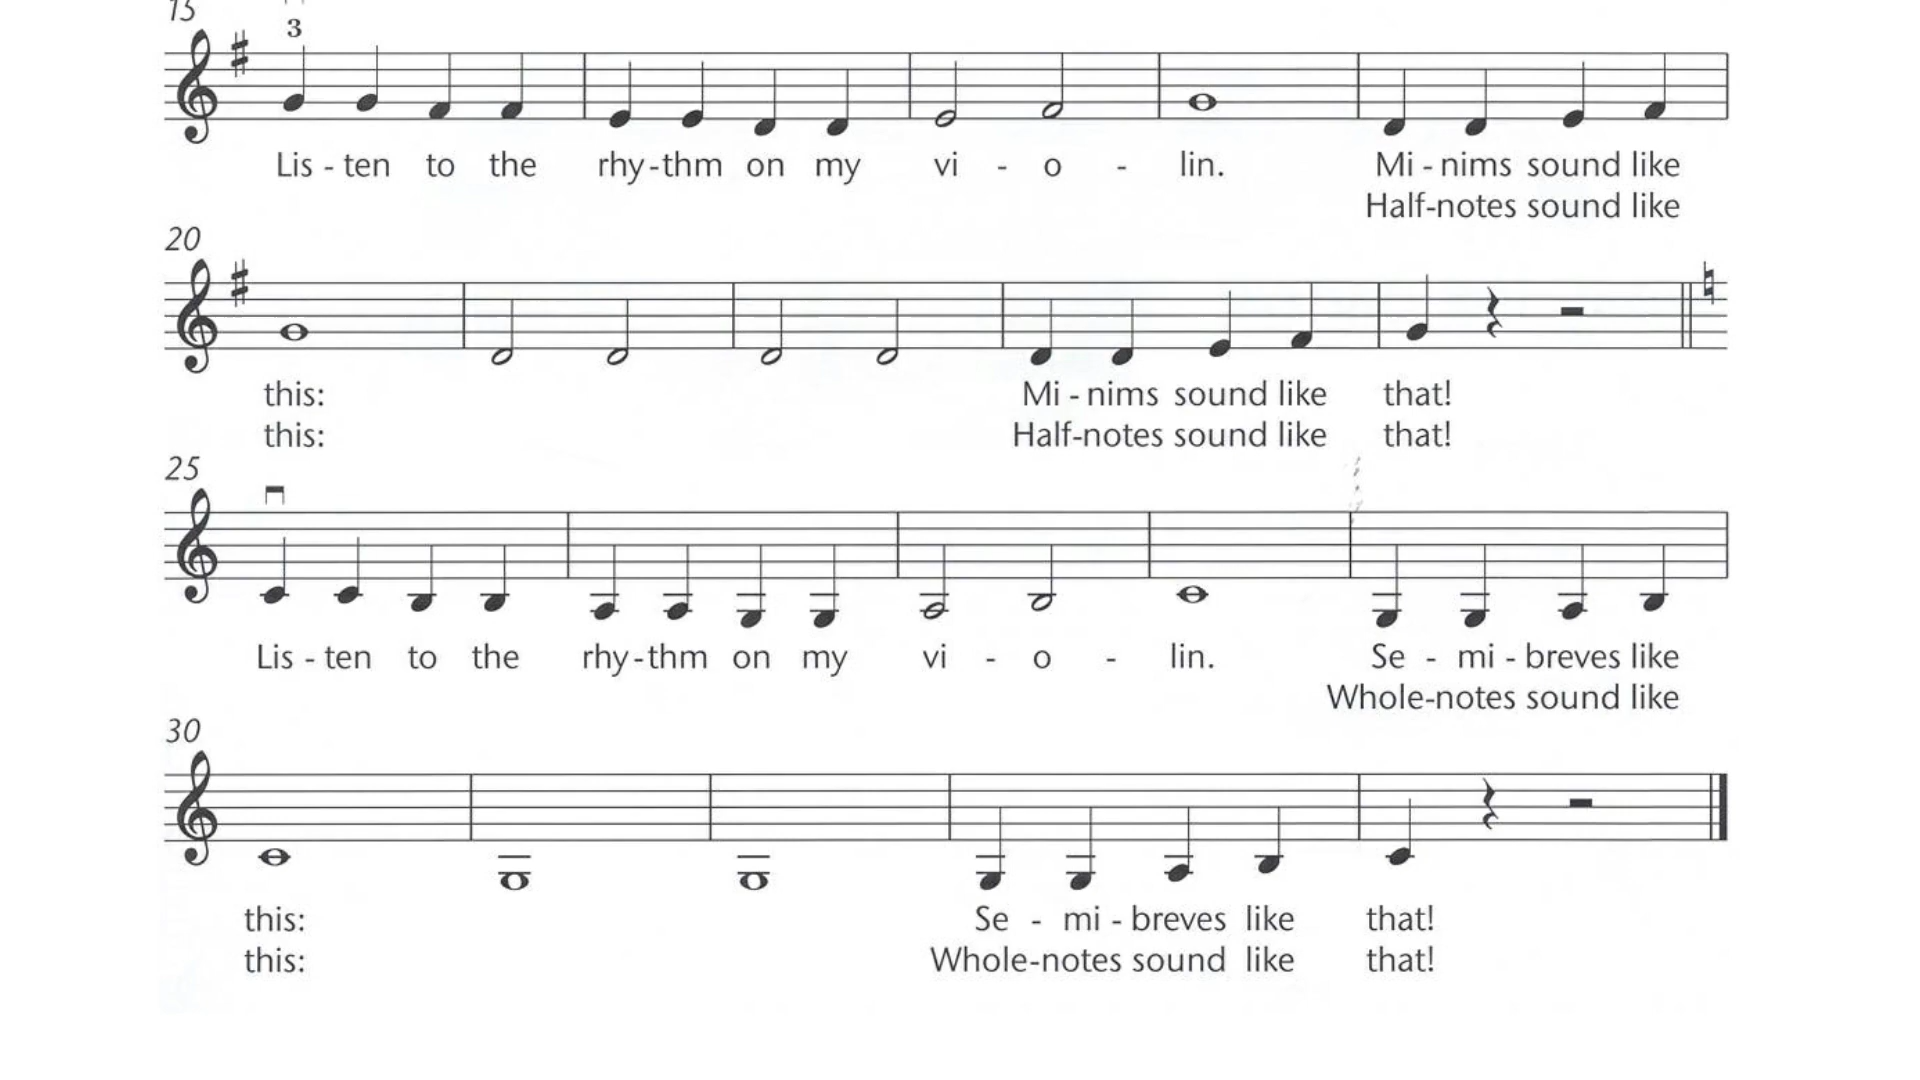 15
3
Lis - ten to the rhy - thm on my vi - o - lin. Mi - nims sound like
Half-notes sound like
20
this: Mi - nims sound like that!
this: Half-notes sound like that!
25
Lis - ten to the rhy - thm on my vi - o - lin. Se - mi - breves like
Whole-notes sound like
30
this: Se - mi - breves like that!
this: Whole-notes sound like that!